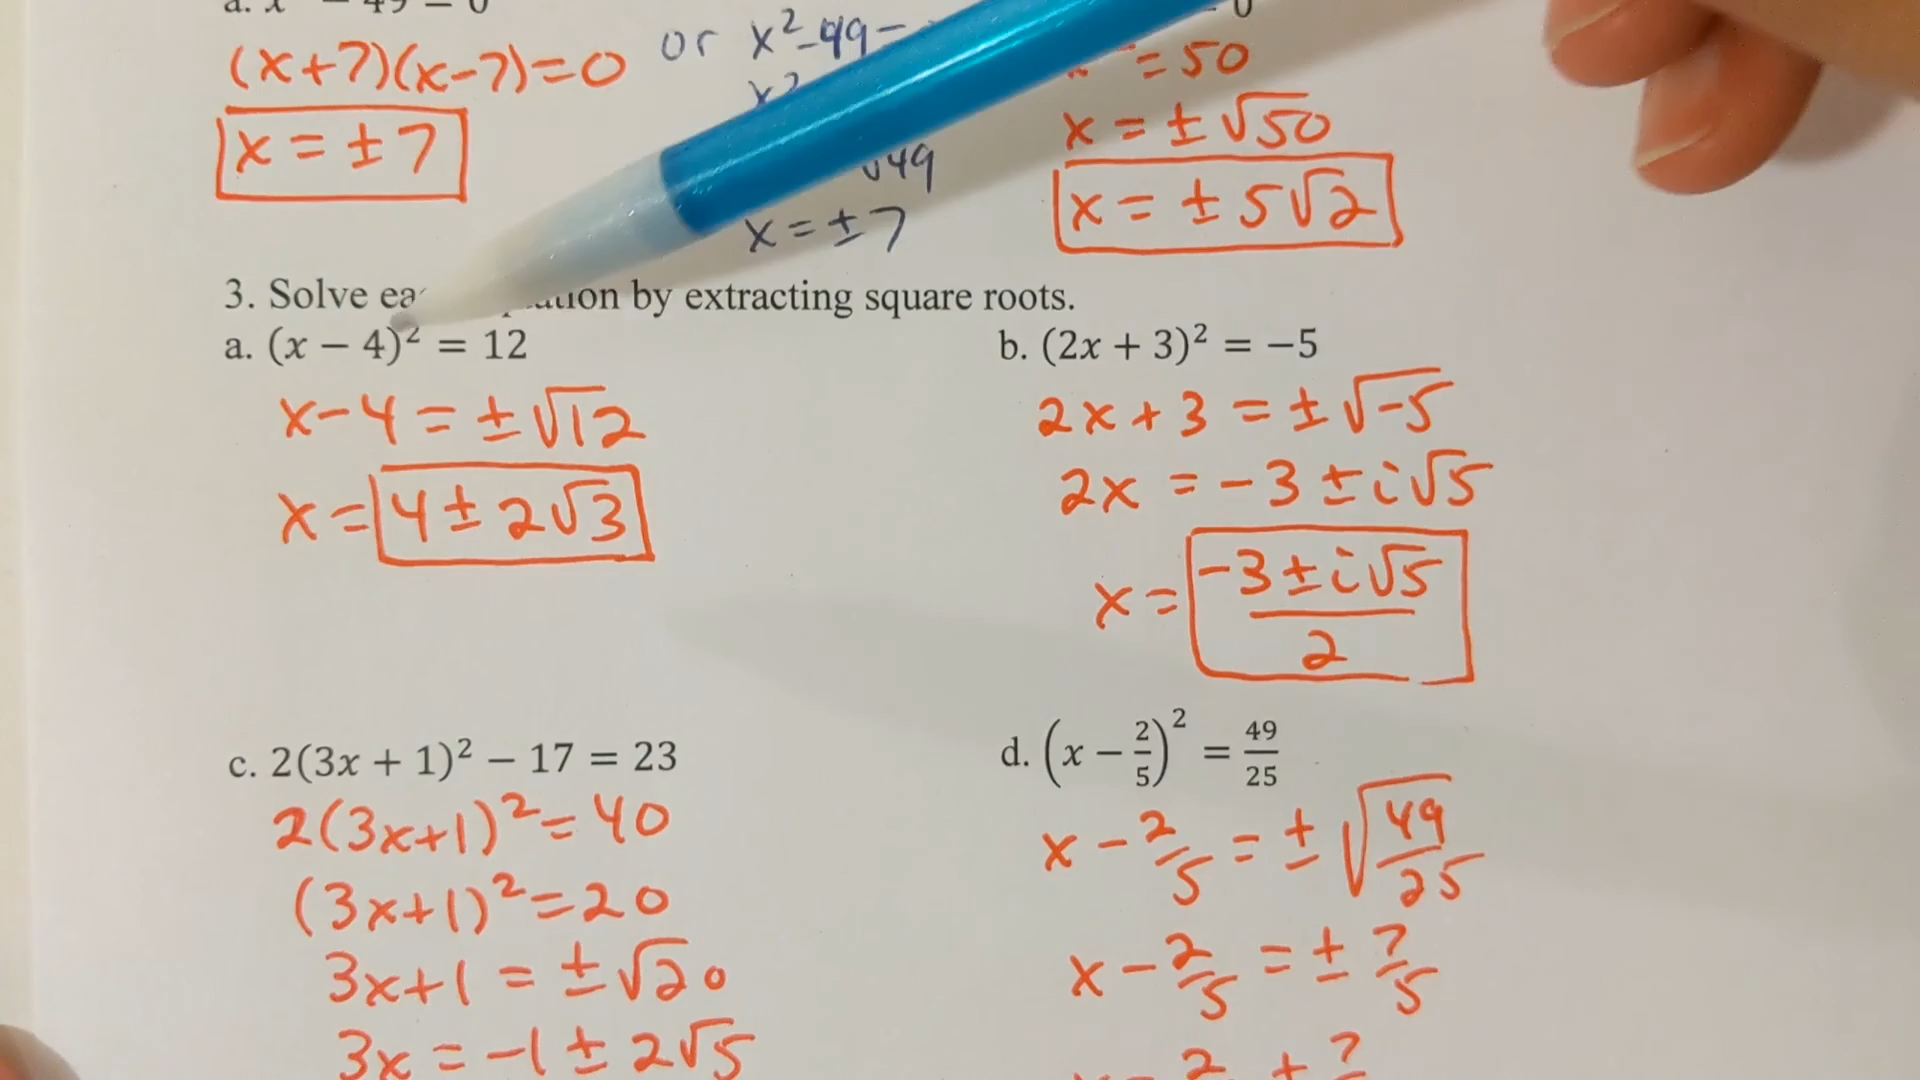 (x+7)(x-7)=0
x = ±7
or x²-49=
x²
√49
x=±7
= 50
x = ±√50
x = ±5√2
3. Solve by extracting square roots.
a. (x − 4)² = 12
x-4 = ±√12
x = 4 ± 2√3
b. (2x + 3)² = −5
2x+3 = ±√-5
2x = -3 ± i√5
x = -3 ± i√5 / 2
c. 2(3x + 1)² − 17 = 23
2(3x+1)² = 40
(3x+1)² = 20
3x+1 = ±√20
3x = -1 ± 2√5
d. (x − 2/5)² = 49/25
x - 2/5 = ±√49/25
x - 2/5 = ± 7/5